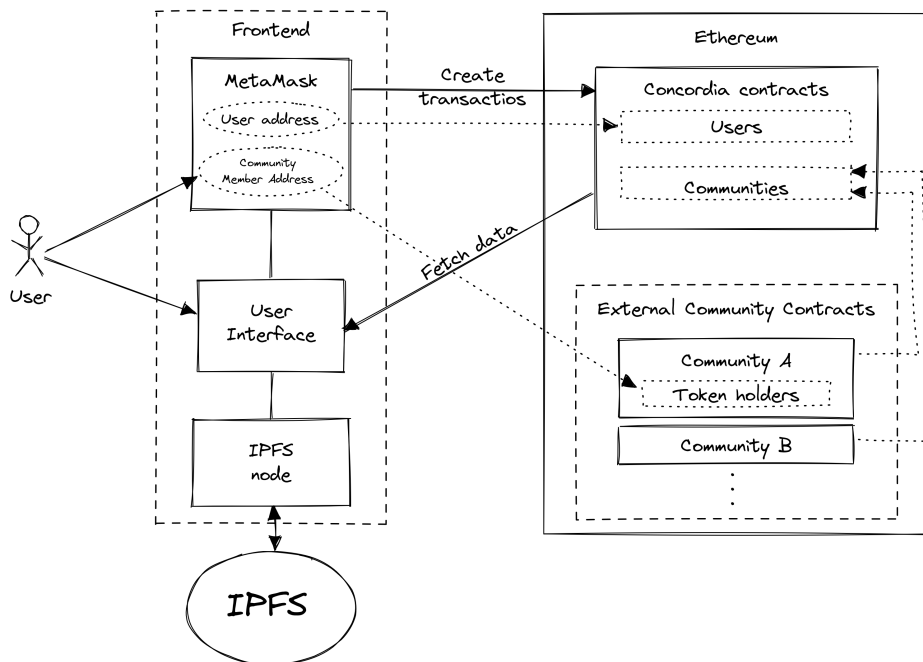 Frontend
MetaMask
User address
Community
Member Address
User
User
Interface
IPFS
node
IPFS
Create
transactios
Fetch data
Ethereum
Concordia contracts
Users
Communities
External Community Contracts
Community A
Token holders
Community B